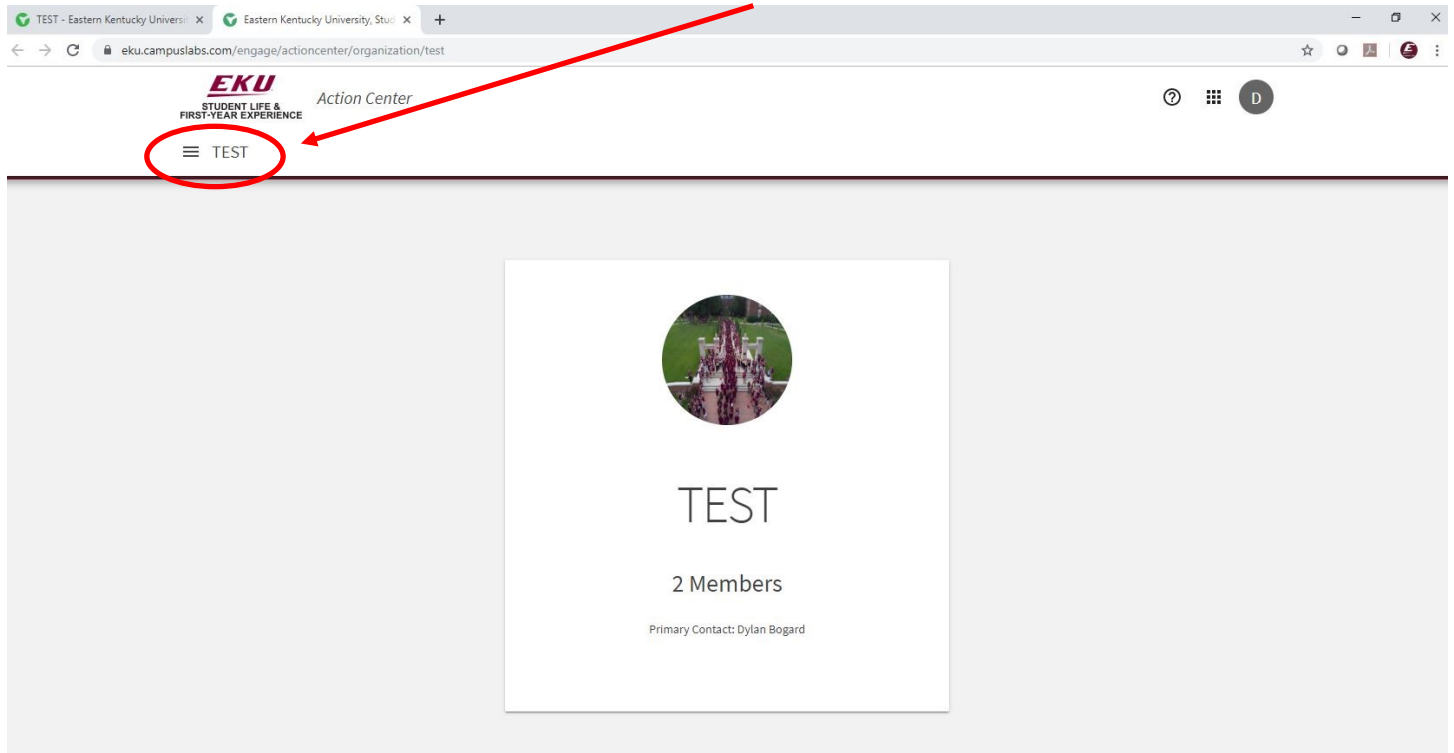 TEST - Eastern Kentucky Universi
Eastern Kentucky University, Stud
eku.campuslabs.com/engage/actioncenter/organization/test
EKU
STUDENT LIFE &
FIRST-YEAR EXPERIENCE
Action Center
D
TEST
TEST
2 Members
Primary Contact: Dylan Bogard